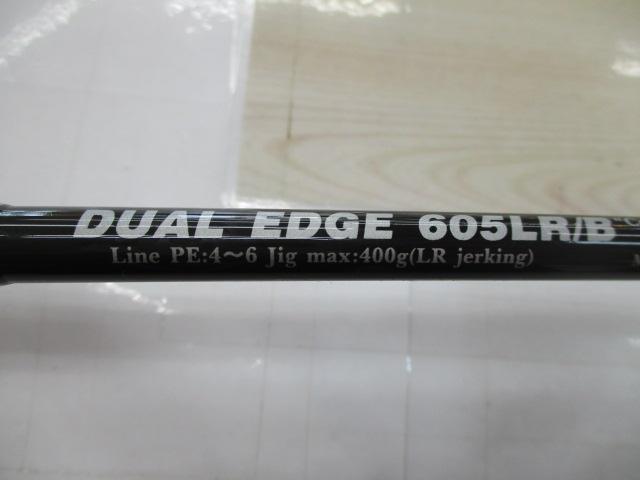 DUAL EDGE 605LR/B
Line PE:4~6 Jig max:400g(LR jerking)